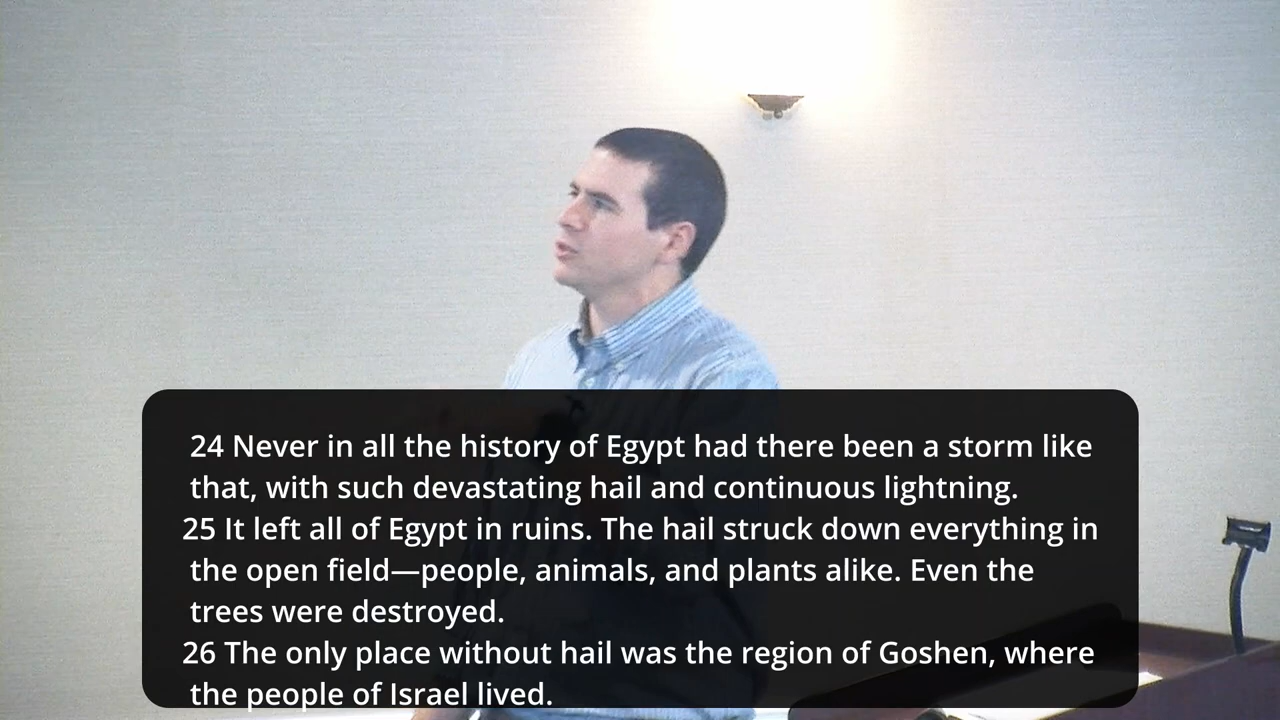 24 Never in all the history of Egypt had there been a storm like
that, with such devastating hail and continuous lightning.
25 It left all of Egypt in ruins. The hail struck down everything in
the open field—people, animals, and plants alike. Even the
trees were destroyed.
26 The only place without hail was the region of Goshen, where
the people of Israel lived.